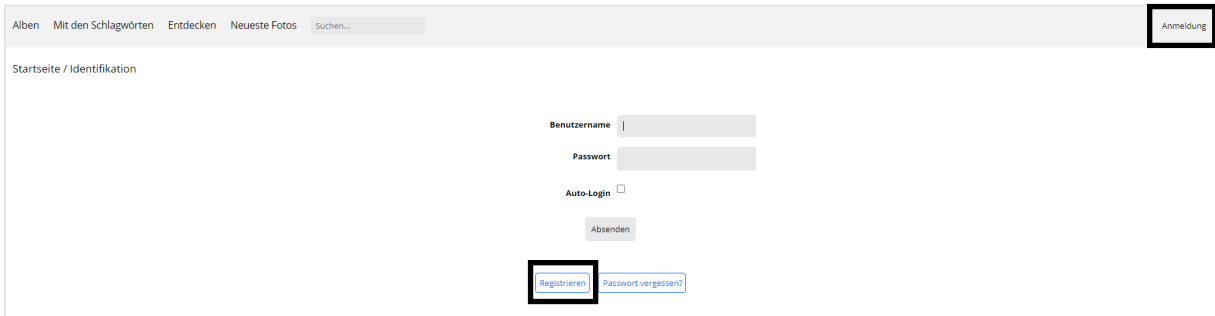 Alben Mit den Schlagwörten Entdecken Neueste Fotos Suchen... Anmeldung
Startseite / Identifikation
Benutzername
Passwort
Auto-Login
Absenden
Registrieren Passwort vergessen?